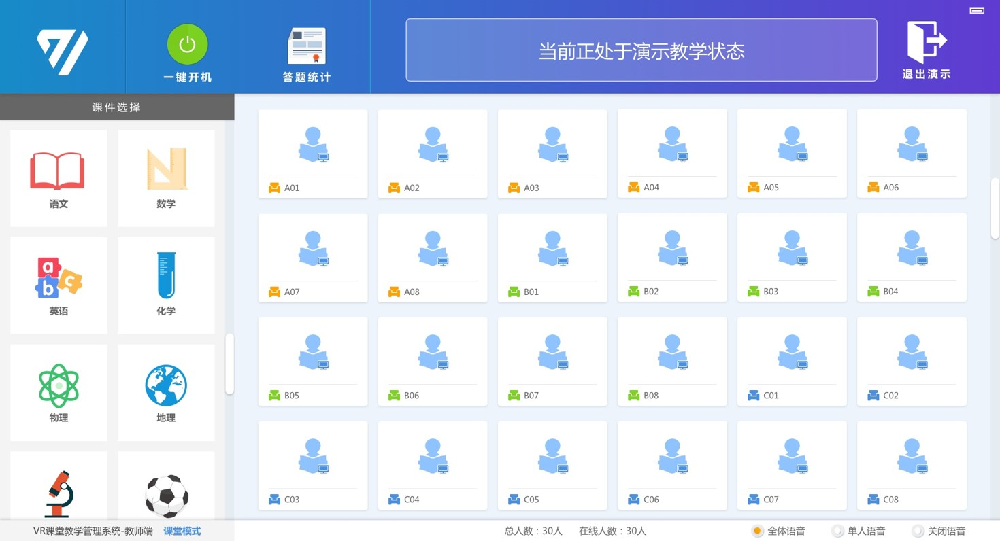 一键开机
答题统计
当前正处于演示教学状态
退出演示
课件选择
语文
数学
英语
化学
物理
地理
a
b
c
A01
A02
A03
A04
A05
A06
A07
A08
B01
B02
B03
B04
B05
B06
B07
B08
C01
C02
C03
C04
C05
C06
C07
C08
VR课堂教学管理系统-教师端 课堂模式
总人数：30人 在线人数：30人
全体语音 单人语音 关闭语音